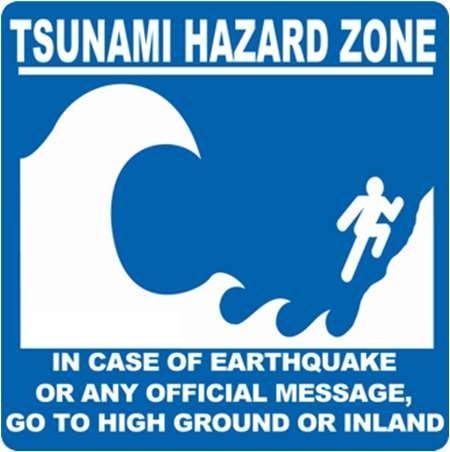 TSUNAMI HAZARD ZONE
IN CASE OF EARTHQUAKE
OR ANY OFFICIAL MESSAGE,
GO TO HIGH GROUND OR INLAND